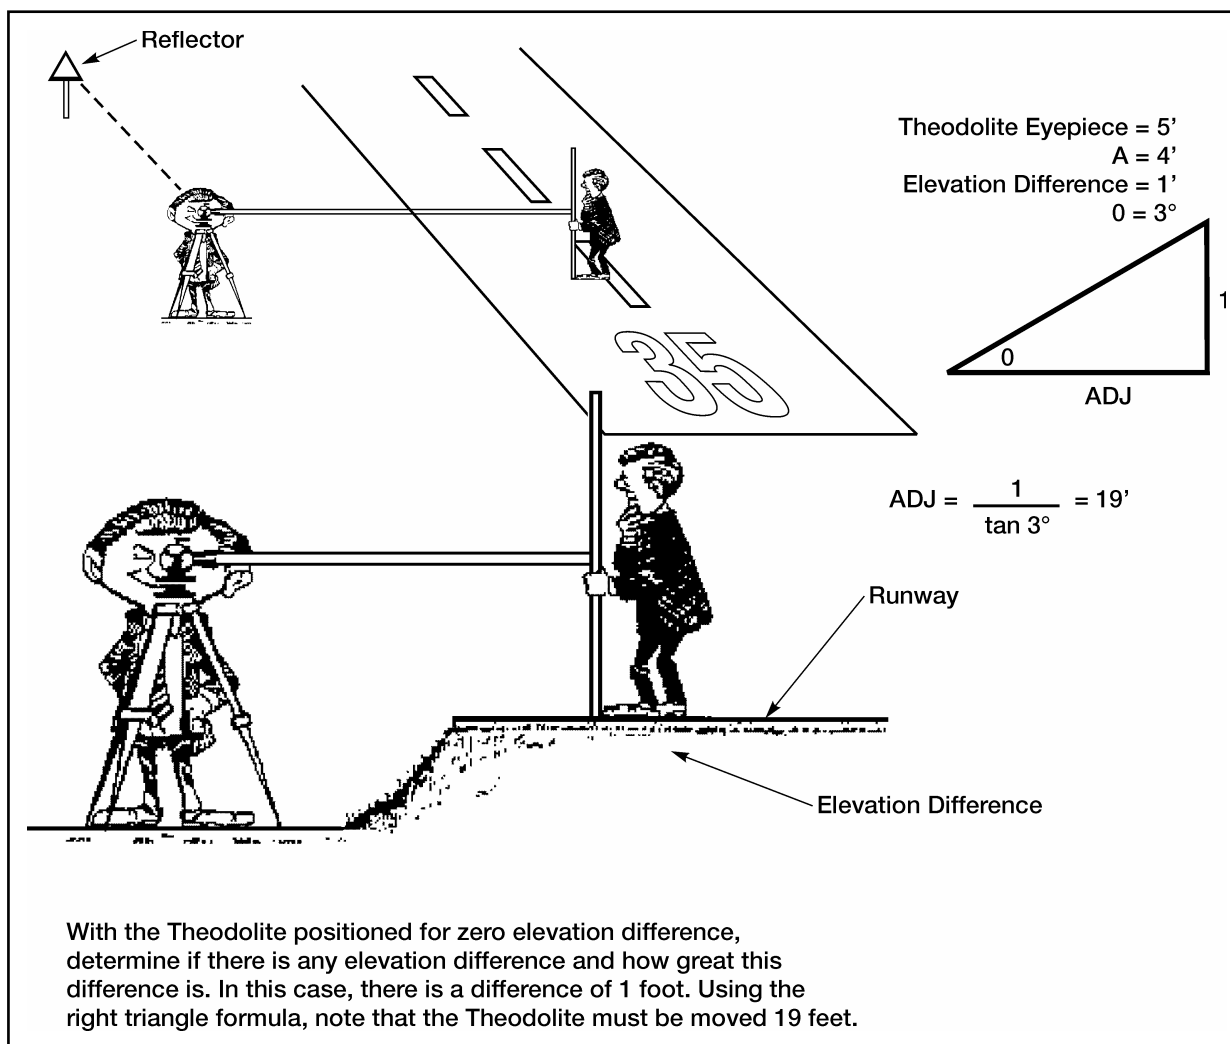 Reflector
Theodolite Eyepiece = 5’
A = 4’
Elevation Difference = 1’
0 = 3°
1
0
ADJ
35
ADJ = 1 / tan 3° = 19’
Runway
Elevation Difference
With the Theodolite positioned for zero elevation difference,
determine if there is any elevation difference and how great this
difference is. In this case, there is a difference of 1 foot. Using the
right triangle formula, note that the Theodolite must be moved 19 feet.